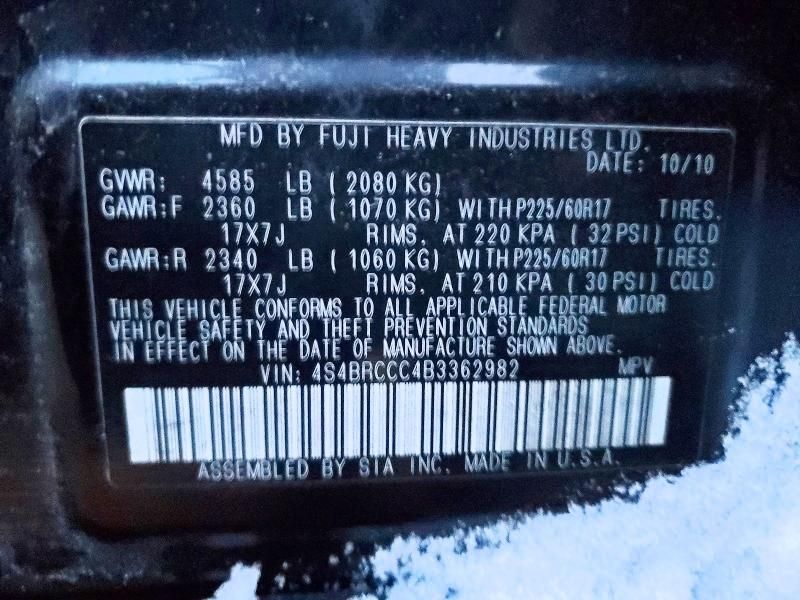 MFD BY FUJI HEAVY INDUSTRIES LTD.
DATE: 10/10
GVWR: 4585 LB ( 2080 KG)
GAWR:F 2360 LB ( 1070 KG) WITH P225/60R17 TIRES.
17X7J RIMS, AT 220 KPA ( 32 PSI) COLD
GAWR:R 2340 LB ( 1060 KG) WITH P225/60R17 TIRES.
17X7J RIMS, AT 210 KPA ( 30 PSI) COLD
THIS VEHICLE CONFORMS TO ALL APPLICABLE FEDERAL MOTOR
VEHICLE SAFETY AND THEFT PREVENTION STANDARDS
IN EFFECT ON THE DATE OF MANUFACTURE SHOWN ABOVE.
VIN: 4S4BRCCC4B3362982 MPV
ASSEMBLED BY SIA INC. MADE IN U.S.A.